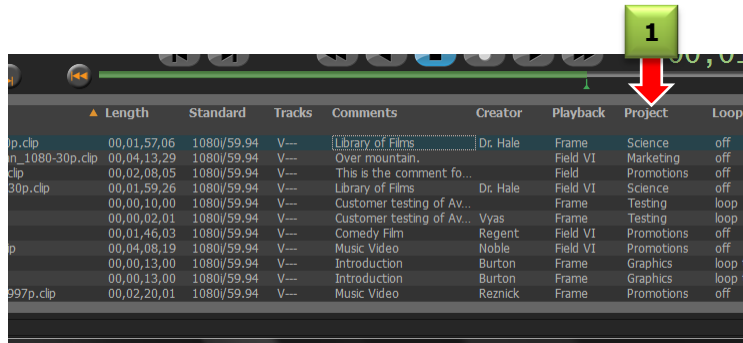 1
00,01
Length Standard Tracks Comments Creator Playback Project Loop
0p.clip 00,01,57,06 1080i/59.94 V--- Library of Films Dr. Hale Frame Science off
an_1080-30p.clip 00,04,13,29 1080i/59.94 V--- Over mountain. Field VI Marketing off
clip 00,02,08,05 1080i/59.94 V--- This is the comment fo... Field Promotions off
30p.clip 00,01,59,26 1080i/59.94 V--- Library of Films Dr. Hale Field VI Science off
00,00,10,00 1080i/59.94 V--- Customer testing of Av... Frame Testing loop
00,00,02,01 1080i/59.94 V--- Customer testing of Av... Vyas Frame Testing loop
00,01,46,03 1080i/59.94 V--- Comedy Film Regent Field VI Promotions off
ip 00,04,08,19 1080i/59.94 V--- Music Video Noble Field VI Promotions off
00,00,13,00 1080i/59.94 V--- Introduction Burton Frame Graphics loop
00,00,13,00 1080i/59.94 V--- Introduction Burton Frame Graphics loop
997p.clip 00,02,20,01 1080i/59.94 V--- Music Video Reznick Frame Promotions off